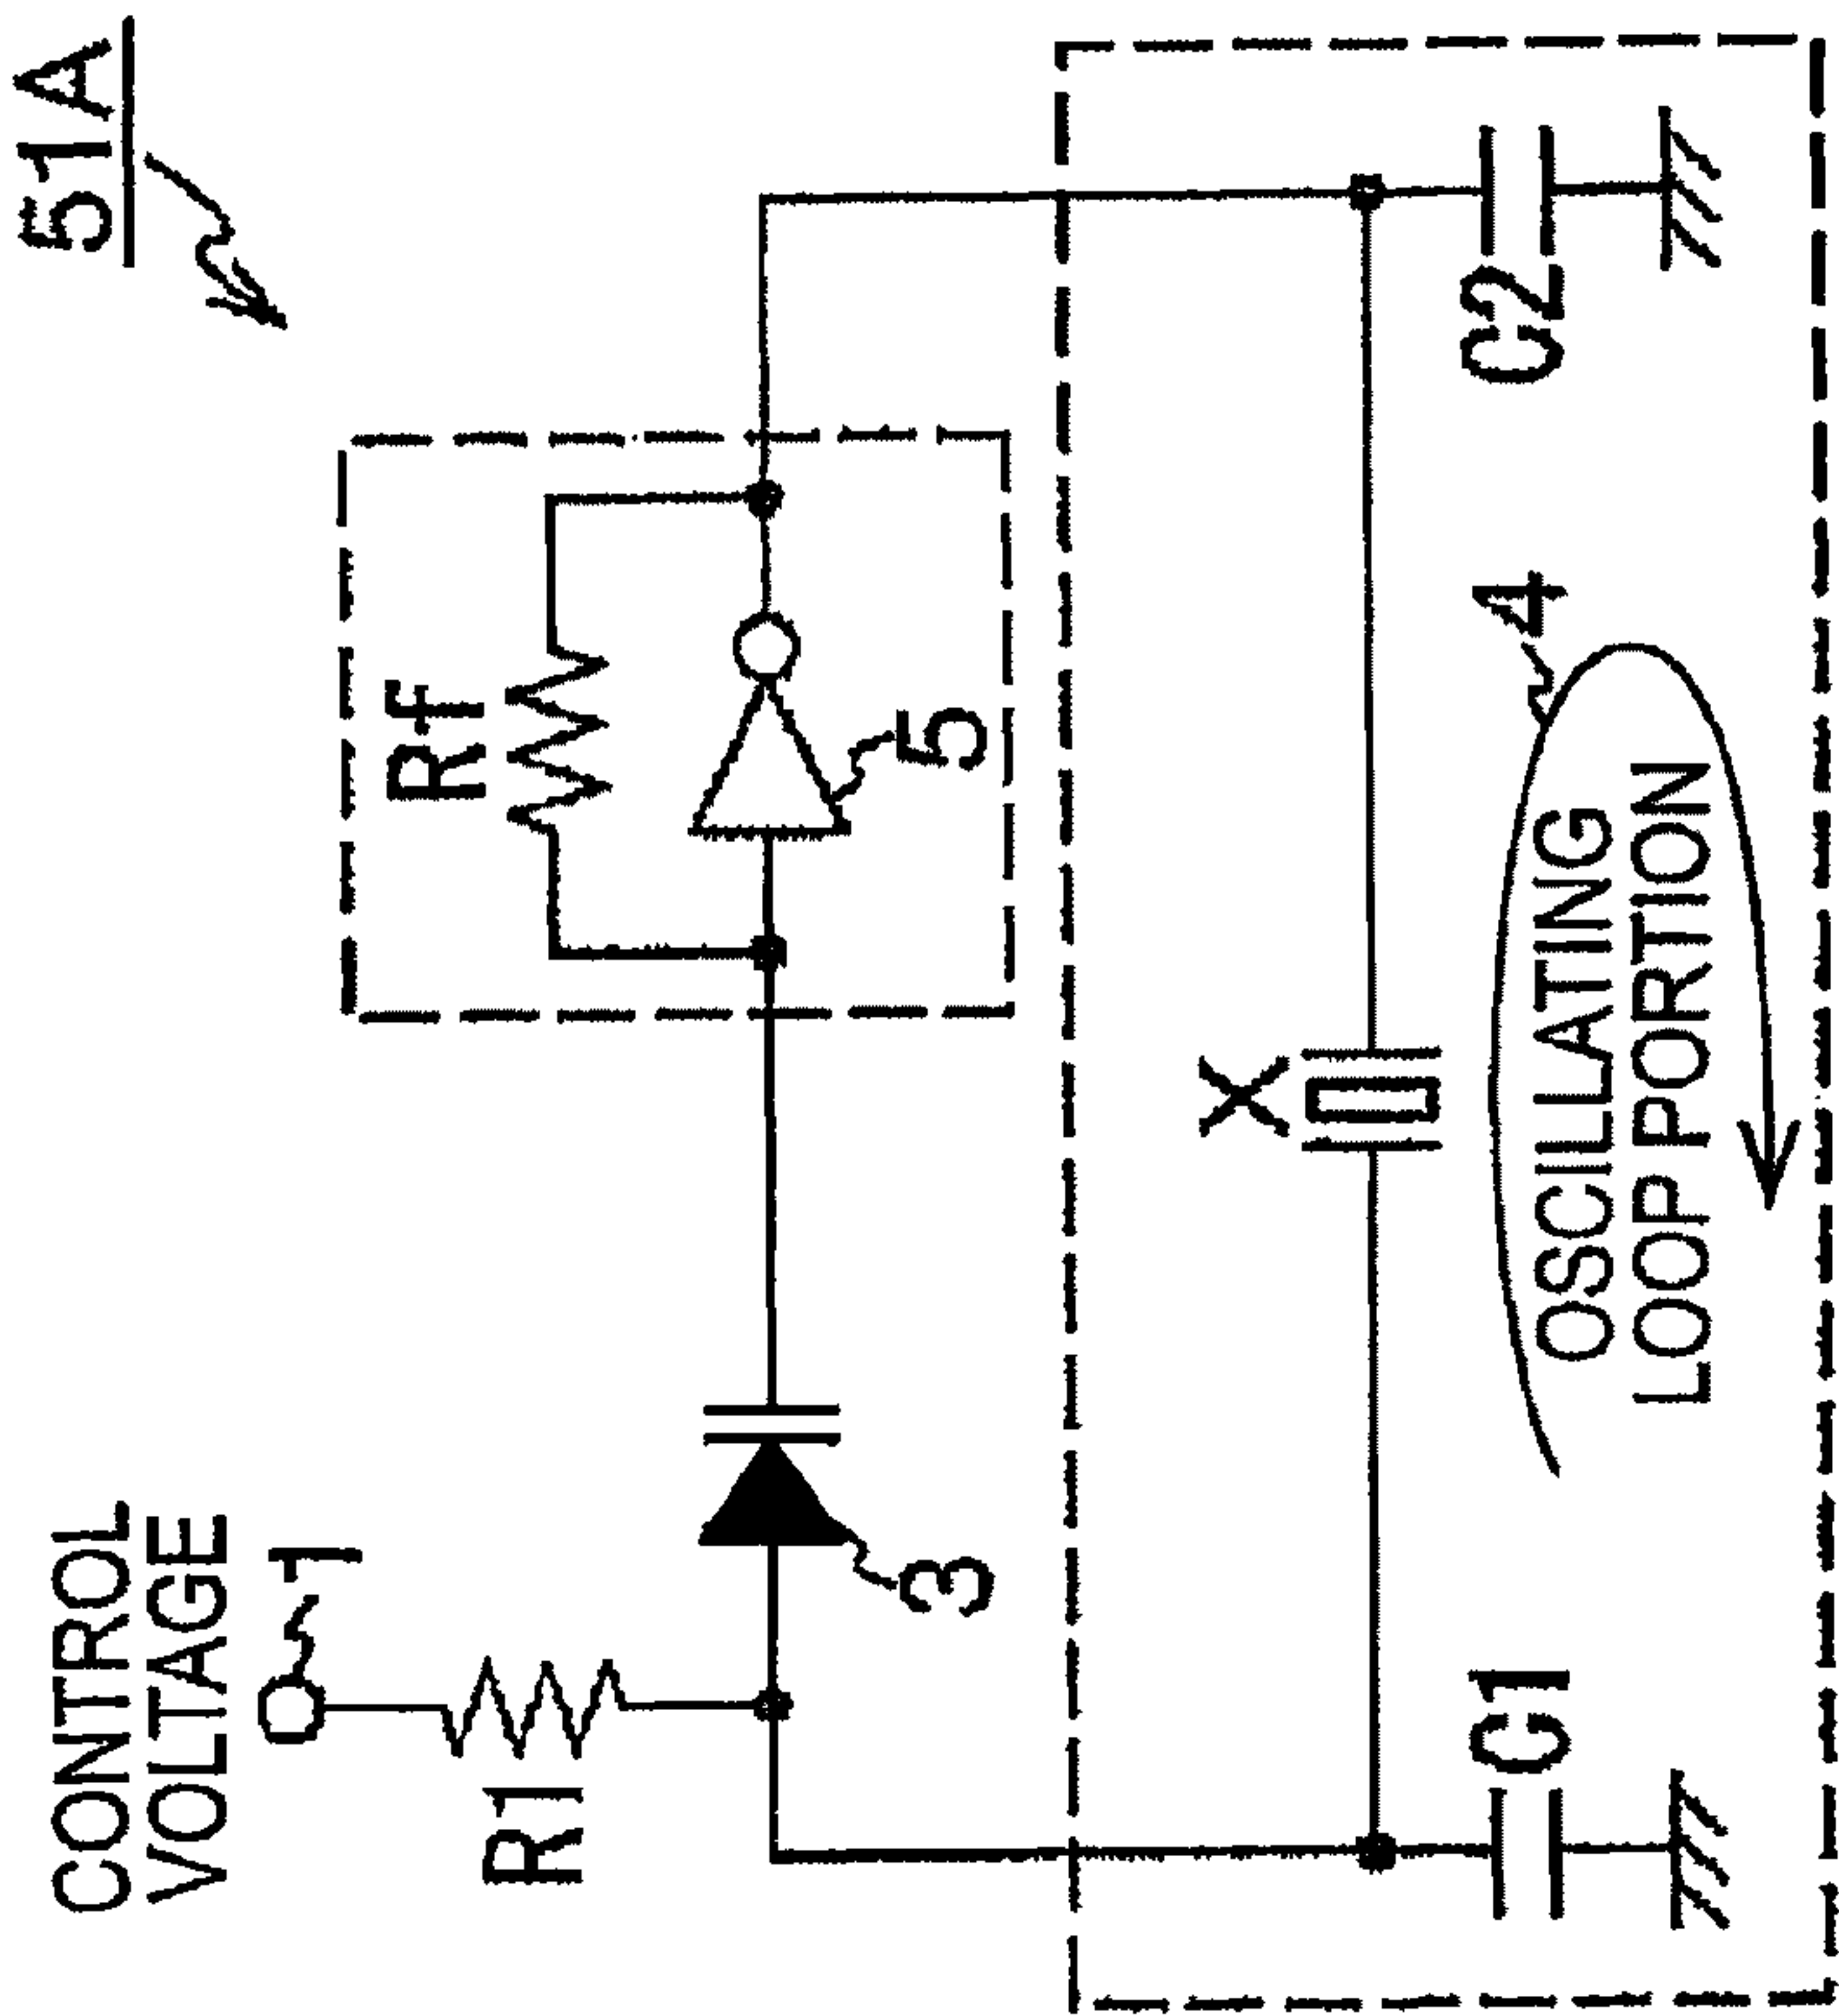 51A
CONTROL
VOLTAGE
1
R1
Rf
3
5
X
4
OSCILLATING
LOOP PORTION
C1
C2